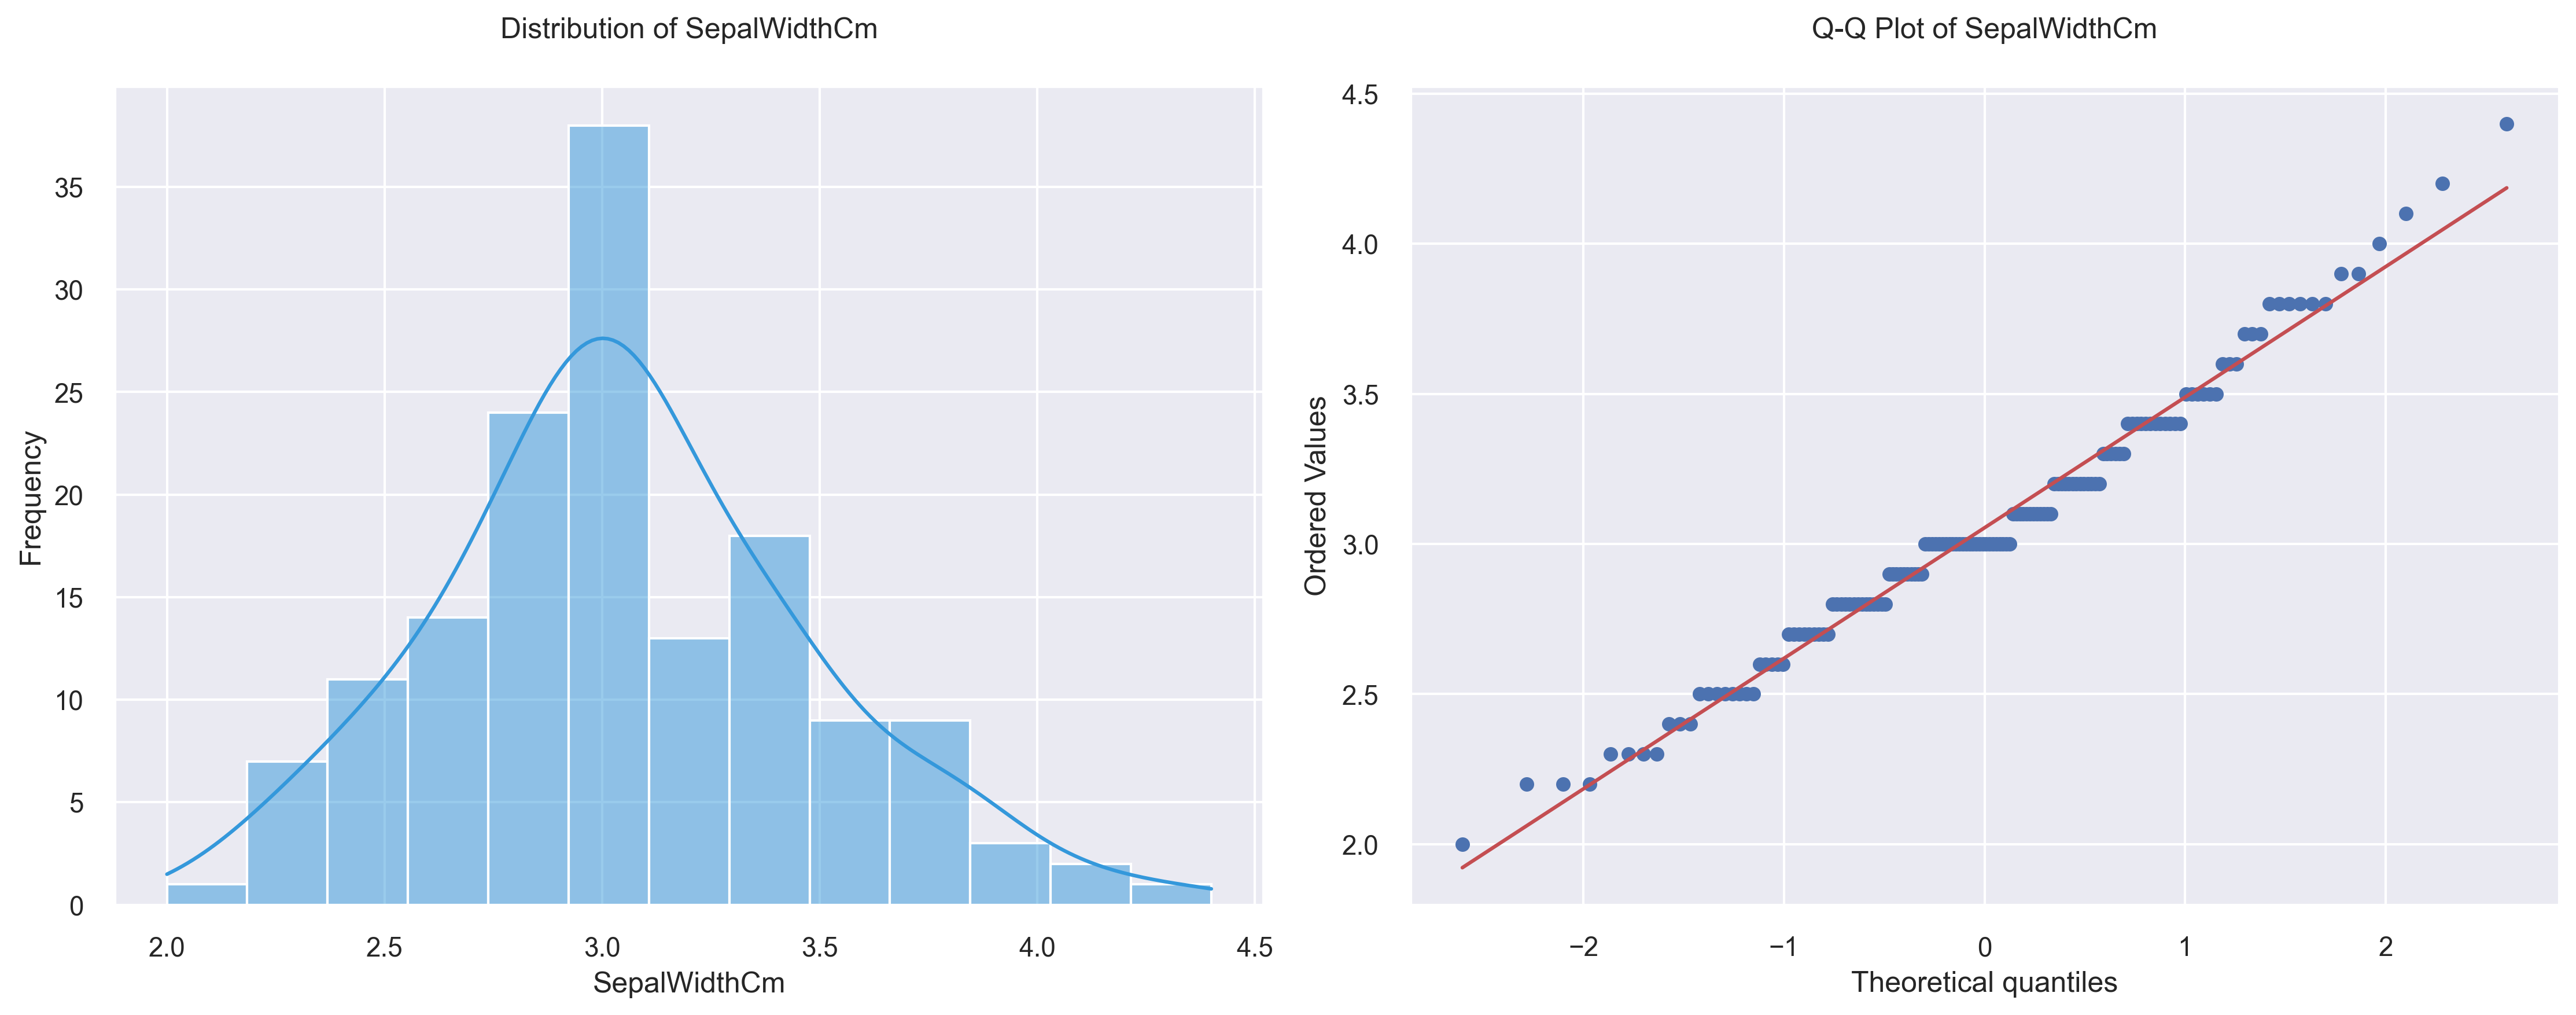 Distribution of SepalWidthCm
35
30
25
20
15
10
5
0
Frequency
2.0 2.5 3.0 3.5 4.0 4.5
SepalWidthCm
Q-Q Plot of SepalWidthCm
4.5
4.0
3.5
3.0
2.5
2.0
Ordered Values
−2 −1 0 1 2
Theoretical quantiles